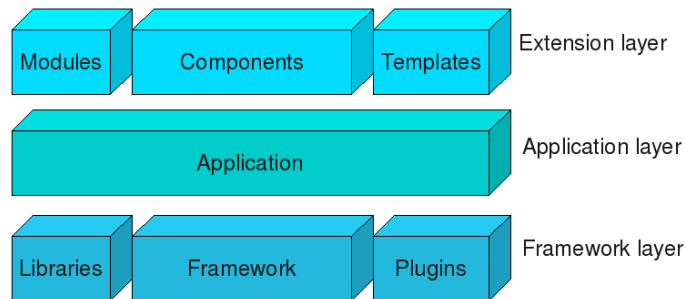 Modules Components Templates Extension layer
Application Application layer
Libraries Framework Plugins Framework layer